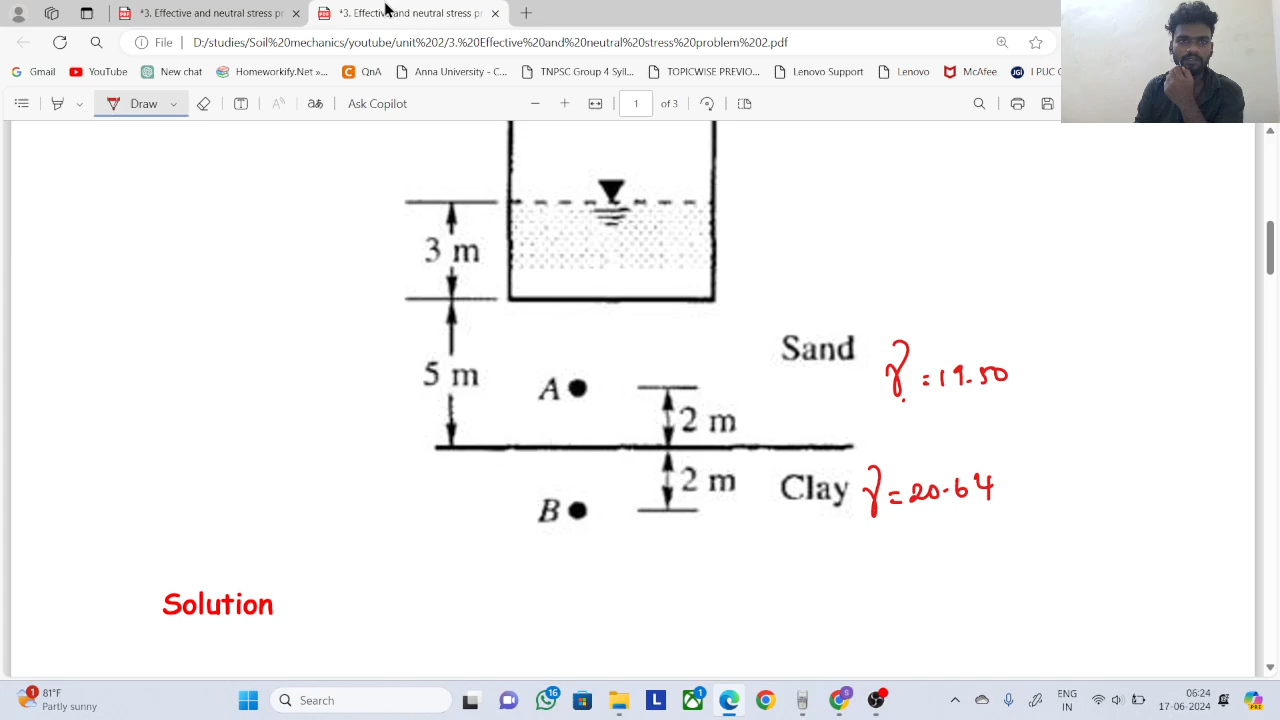 *3. Effective and neutral stress pr
*3. Effective and neutral stress pr
File
D:/studies/Soil%20mechanics/youtube/unit%202/3.%20effective%20and%20neutral%20stress%20problem%202.pdf
Gmail
YouTube
New chat
Homeworkify.Net »...
QnA
Anna University -...
TNPSC Group 4 Syll...
TOPICWISE PREVIO...
Lenovo Support
Lenovo
McAfee
I PUC C
Draw
Ask Copilot
1 of 3
3 m
Sand γ = 19.50
5 m
A
2 m
2 m
Clay γ = 20.64
B
Solution
1
81°F
Partly sunny
Search
16
1
ENG
IN
06:24
17-06-2024